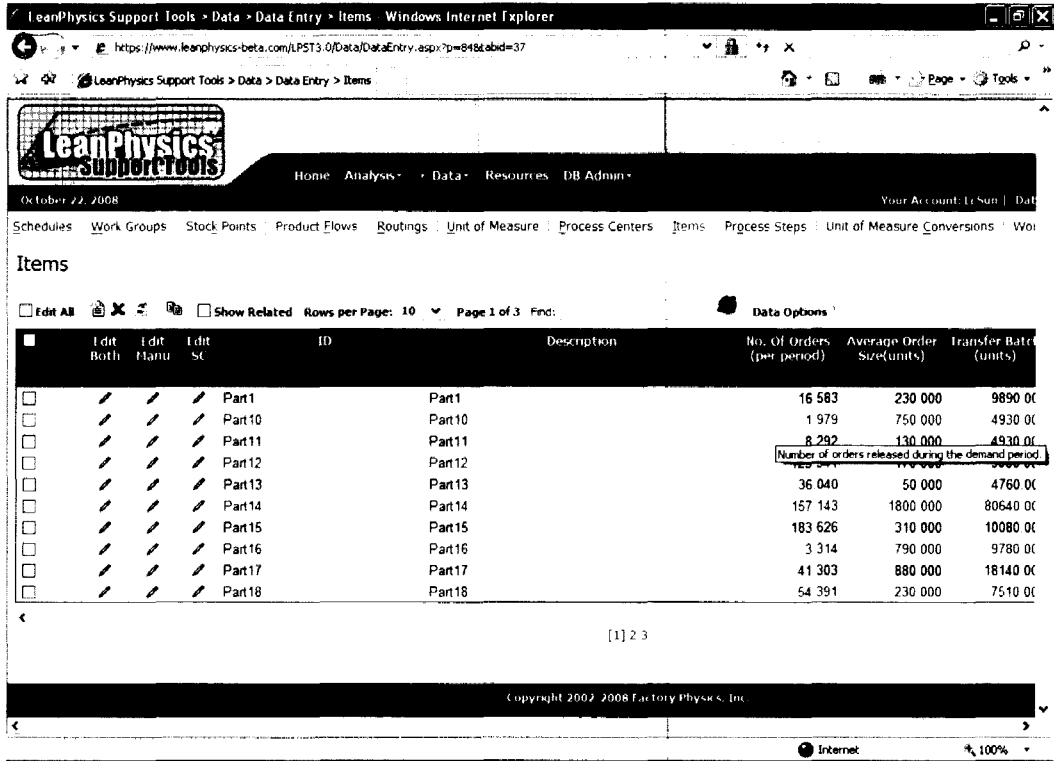 LeanPhysics Support Tools > Data > Data Entry > Items - Windows Internet Explorer
https://www.leanphysics-beta.com/LPST3.0/Data/DataEntry.aspx?p=84&tabid=37
LeanPhysics Support Tools > Data > Data Entry > Items
Page Tools
LeanPhysics
Support Tools
Home Analysis Data Resources DB Admin
October 22, 2008
Your Account: LcSun | Dat
Schedules Work Groups Stock Points Product Flows Routings Unit of Measure Process Centers Items Process Steps Unit of Measure Conversions Wor
Items
Edit All Show Related Rows per Page: 10 Page 1 of 3 Find: Data Options
Edit Both Edit Manu Edit SC ID Description No. Of Orders (per period) Average Order Size(units) Transfer Batch (units)
Part1 Part1 16 583 230 000 9890 00
Part10 Part10 1 979 750 000 4930 00
Part11 Part11 8 292 130 000 4930 00
Number of orders released during the demand period.
Part12 Part12
Part13 Part13 36 040 50 000 4760.00
Part14 Part14 157 143 1800 000 80640 00
Part15 Part15 183 626 310 000 10080 00
Part16 Part16 3 314 790 000 9780 00
Part17 Part17 41 303 880 000 18140 00
Part18 Part18 54 391 230 000 7510 00
[1] 2 3
Copyright 2002-2008 Factory Physics, Inc.
Internet 100%